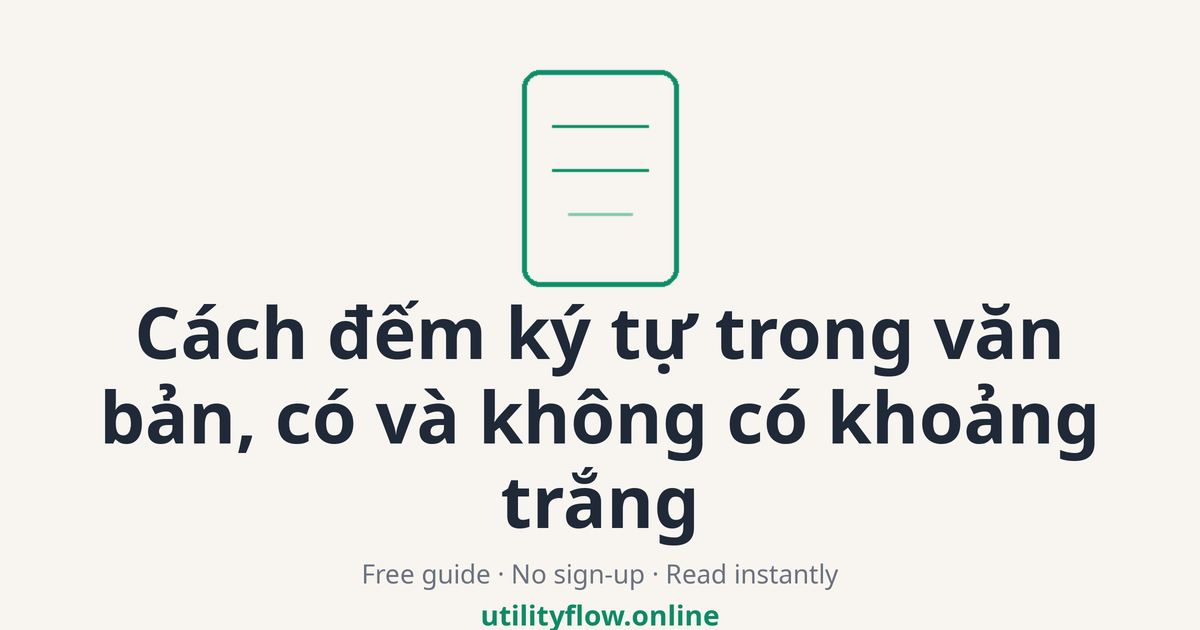 Cách đếm ký tự trong văn
bản, có và không có khoảng
trắng
Free guide · No sign-up · Read instantly
utilityflow.online